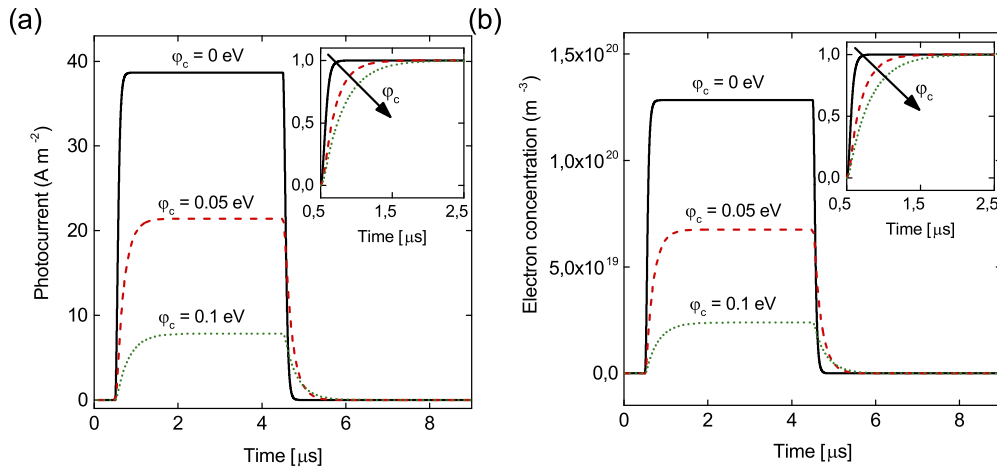 (a)
Photocurrent (A m⁻²)
40
30
20
10
0
0
2
4
6
8
Time [μs]
φc = 0 eV
φc = 0.05 eV
φc = 0.1 eV
1,0
0,5
0,0
0,5
1,5
2,5
Time [μs]
φc
(b)
Electron concentration (m⁻³)
1,5x10²⁰
1,0x10²⁰
5,0x10¹⁹
0,0
0
2
4
6
8
Time [μs]
φc = 0 eV
φc = 0.05 eV
φc = 0.1 eV
1,0
0,5
0,0
0,5
1,5
2,5
Time [μs]
φc